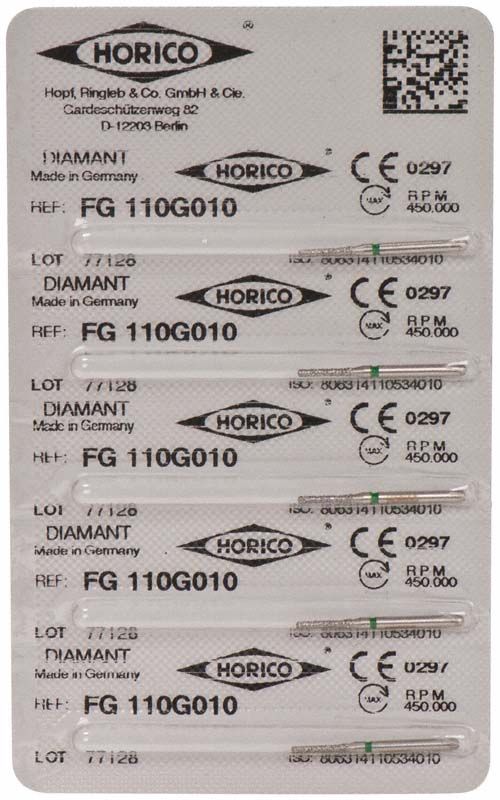 HORICO ®
Hopf, Ringleb & Co. GmbH & Cie.
Gardeschützenweg 82
D-12203 Berlin
DIAMANT HORICO ® CE 0297
Made in Germany
MAX RPM 450.000
REF: FG 110G010
LOT 77128 ISO: 806314110534010
DIAMANT HORICO ® CE 0297
Made in Germany
MAX RPM 450.000
REF: FG 110G010
LOT 77128 ISO: 806314110534010
DIAMANT HORICO ® CE 0297
Made in Germany
MAX RPM 450.000
REF: FG 110G010
LOT 77128 ISO: 806314110534010
DIAMANT HORICO ® CE 0297
Made in Germany
MAX RPM 450.000
REF: FG 110G010
LOT 77128 ISO: 806314110534010
DIAMANT HORICO ® CE 0297
Made in Germany
MAX RPM 450.000
REF: FG 110G010
LOT 77128 ISO: 806314110534010